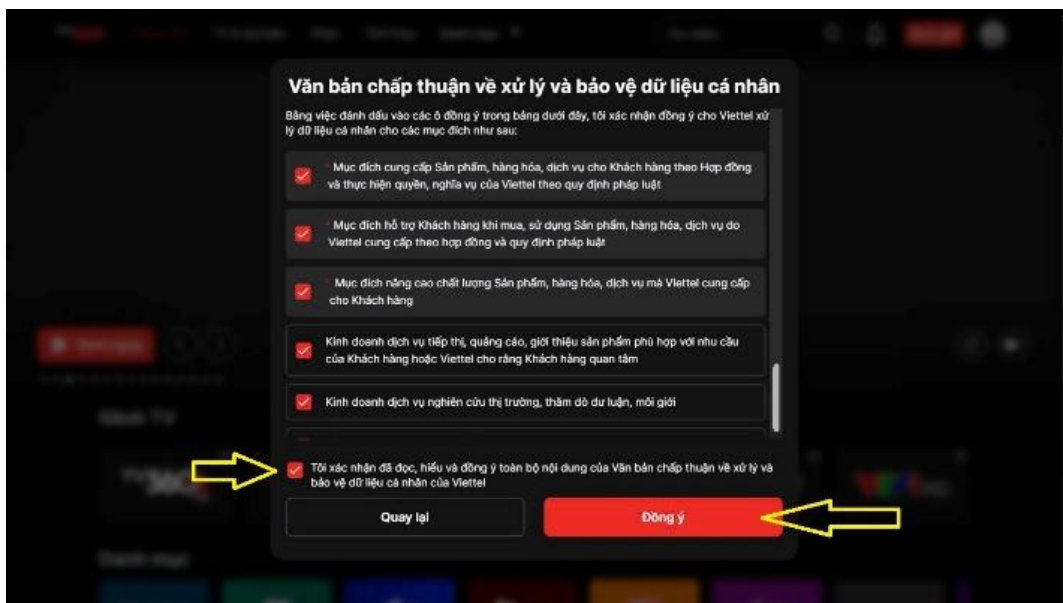 Văn bản chấp thuận về xử lý và bảo vệ dữ liệu cá nhân
Bằng việc đánh dấu vào các ô đồng ý trong bảng dưới đây, tôi xác nhận đồng ý cho Viettel xử
lý dữ liệu cá nhân cho các mục đích như sau:
* Mục đích cung cấp Sản phẩm, hàng hóa, dịch vụ cho Khách hàng theo Hợp đồng
và thực hiện quyền, nghĩa vụ của Viettel theo quy định pháp luật
* Mục đích hỗ trợ Khách hàng khi mua, sử dụng Sản phẩm, hàng hóa, dịch vụ do
Viettel cung cấp theo hợp đồng và quy định pháp luật
* Mục đích nâng cao chất lượng Sản phẩm, hàng hóa, dịch vụ mà Viettel cung cấp
cho Khách hàng
Kinh doanh dịch vụ tiếp thị, quảng cáo, giới thiệu sản phẩm phù hợp với nhu cầu
của Khách hàng hoặc Viettel cho rằng Khách hàng quan tâm
Kinh doanh dịch vụ nghiên cứu thị trường, thăm dò dư luận, môi giới
Tôi xác nhận đã đọc, hiểu và đồng ý toàn bộ nội dung của Văn bản chấp thuận về xử lý và
bảo vệ dữ liệu cá nhân của Viettel
Quay lại
Đồng ý
Kênh TV
Danh mục